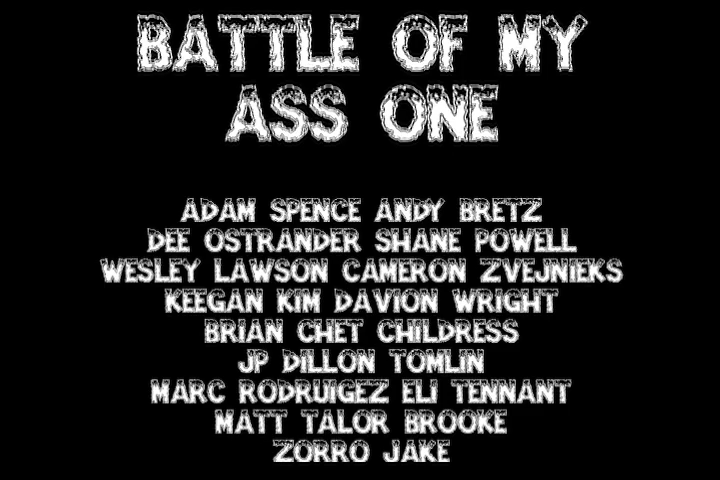 BATTLE OF MY
ASS ONE
ADAM SPENCE ANDY BRETZ
DEE OSTRANDER SHANE POWELL
WESLEY LAWSON CAMERON ZVEJNIEKS
KEEGAN KIM DAVION WRIGHT
BRIAN CHET CHILDRESS
JP DILLON TOMLIN
MARC RODRUIGEZ ELI TENNANT
MATT TALOR BROOKE
ZORRO JAKE